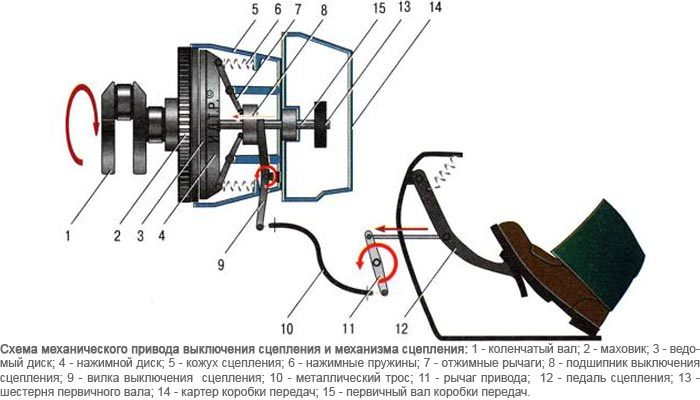 5 6 7 8 15 13 14
1 2 3 4 9 10 11 12
Схема механического привода выключения сцепления и механизма сцепления: 1 - коленчатый вал; 2 - маховик; 3 - ведо-
мый диск; 4 - нажимной диск; 5 - кожух сцепления; 6 - нажимные пружины; 7 - отжимные рычаги; 8 - подшипник выключения
сцепления; 9 - вилка выключения сцепления; 10 - металлический трос; 11 - рычаг привода; 12 - педаль сцепления; 13 -
шестерня первичного вала; 14 - картер коробки передач; 15 - первичный вал коробки передач.